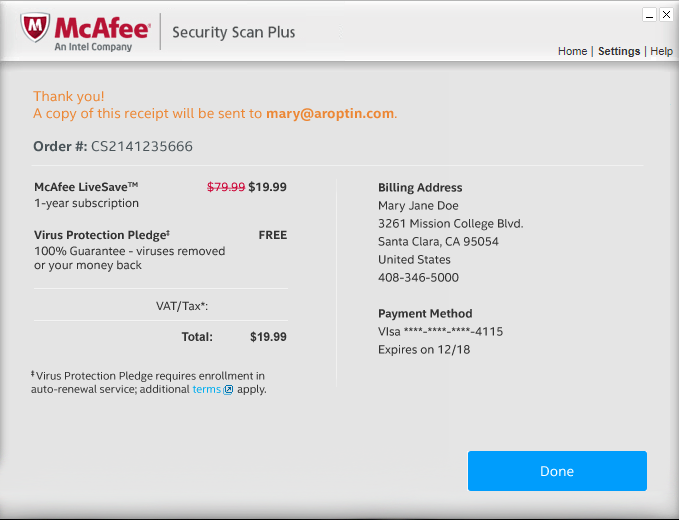 McAfee®
An Intel Company
Security Scan Plus
Home | Settings | Help
Thank you!
A copy of this receipt will be sent to mary@aroptin.com.
Order #: CS2141235666
McAfee LiveSave™ $79.99 $19.99
1-year subscription
Virus Protection Pledge‡ FREE
100% Guarantee - viruses removed
or your money back
VAT/Tax*:
Total: $19.99
‡Virus Protection Pledge requires enrollment in
auto-renewal service; additional terms apply.
Billing Address
Mary Jane Doe
3261 Mission College Blvd.
Santa Clara, CA 95054
United States
408-346-5000
Payment Method
VIsa ****-****-****-4115
Expires on 12/18
Done